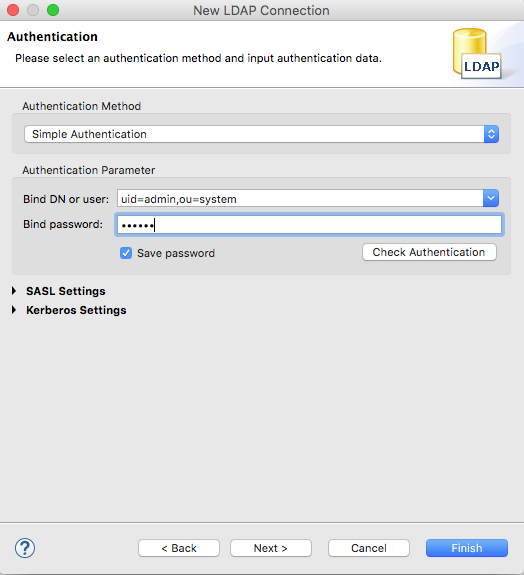 New LDAP Connection
Authentication
Please select an authentication method and input authentication data.
LDAP
Authentication Method
Simple Authentication
Authentication Parameter
Bind DN or user: uid=admin,ou=system
Bind password: ••••••
Save password Check Authentication
SASL Settings
Kerberos Settings
? < Back Next > Cancel Finish